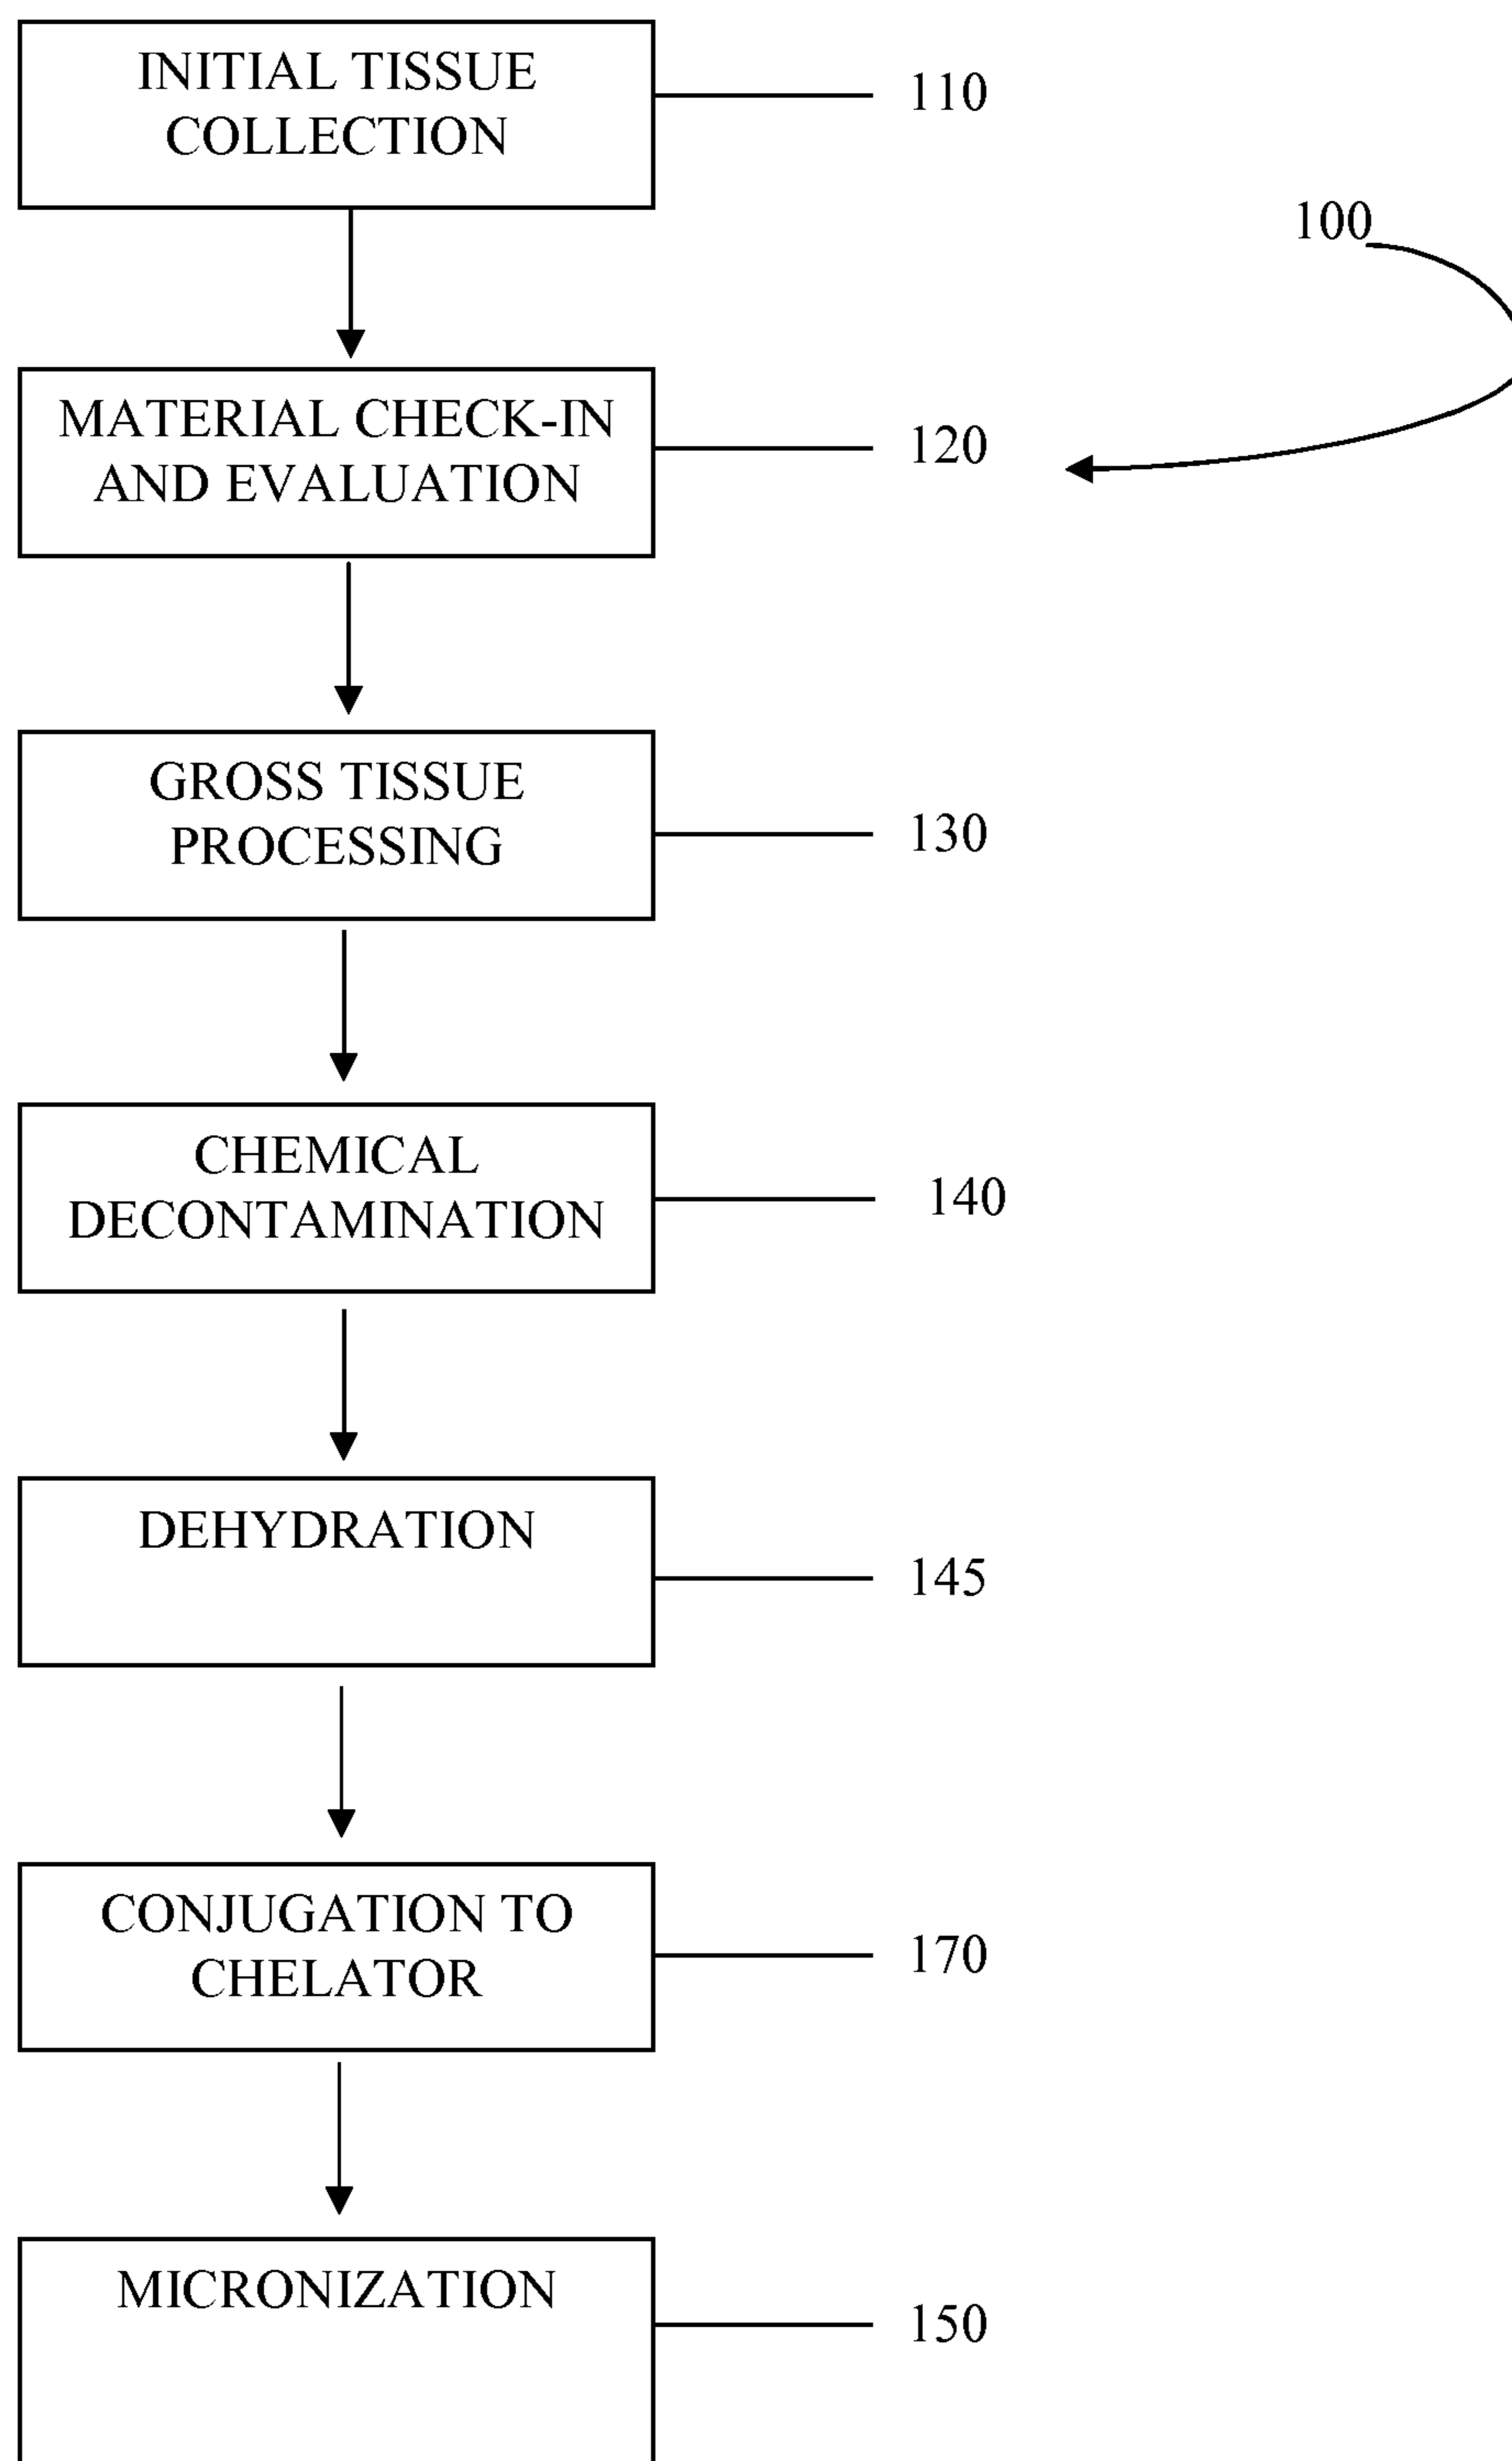 INITIAL TISSUE
COLLECTION
110
100
MATERIAL CHECK-IN
AND EVALUATION
120
GROSS TISSUE
PROCESSING
130
CHEMICAL
DECONTAMINATION
140
DEHYDRATION
145
CONJUGATION TO
CHELATOR
170
MICRONIZATION
150